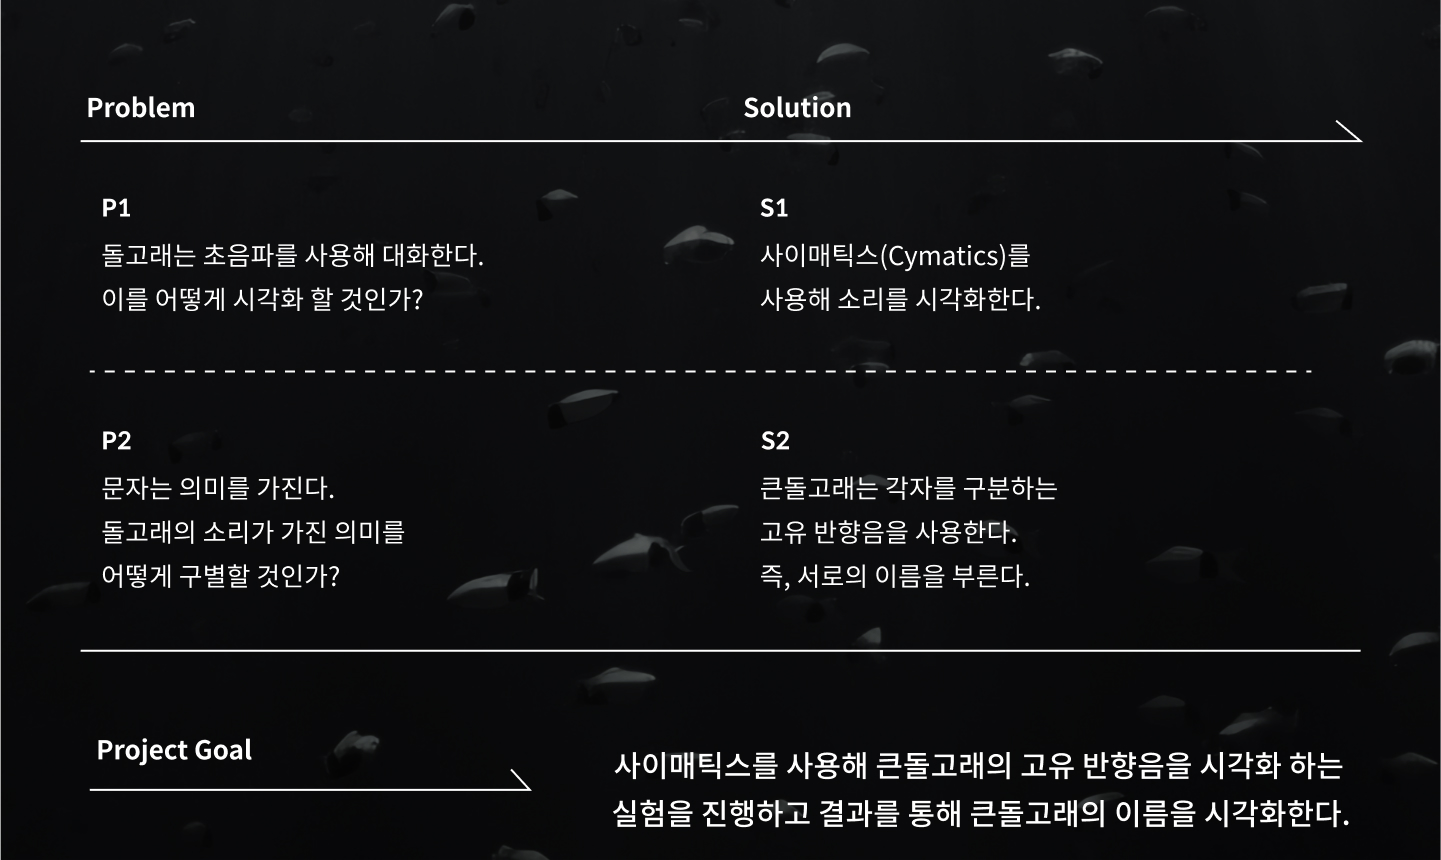 Problem
Solution
P1
돌고래는 초음파를 사용해 대화한다.
이를 어떻게 시각화 할 것인가?
S1
사이매틱스(Cymatics)를
사용해 소리를 시각화한다.
P2
문자는 의미를 가진다.
돌고래의 소리가 가진 의미를
어떻게 구별할 것인가?
S2
큰돌고래는 각자를 구분하는
고유 반향음을 사용한다.
즉, 서로의 이름을 부른다.
Project Goal
사이매틱스를 사용해 큰돌고래의 고유 반향음을 시각화 하는
실험을 진행하고 결과를 통해 큰돌고래의 이름을 시각화한다.